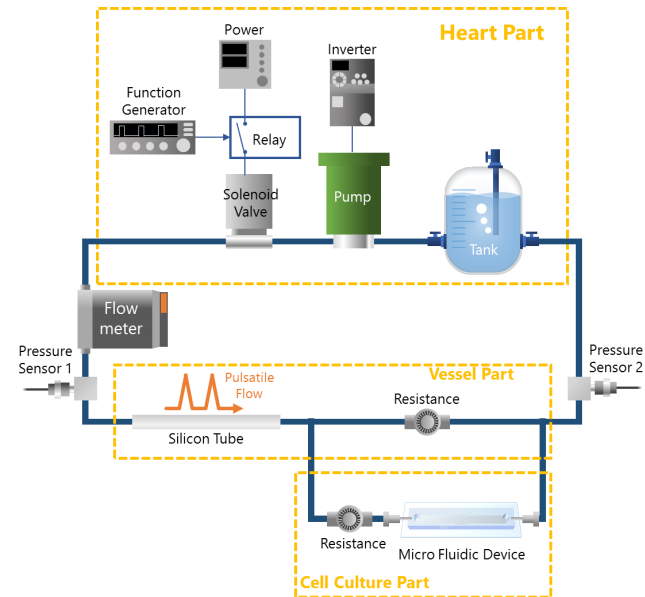 Heart Part
Power
Inverter
Function
Generator
Relay
Solenoid
Valve
Pump
Tank
Flow
meter
Pressure
Sensor 1
Pressure
Sensor 2
Vessel Part
Pulsatile
Flow
Resistance
Silicon Tube
Resistance
Micro Fluidic Device
Cell Culture Part